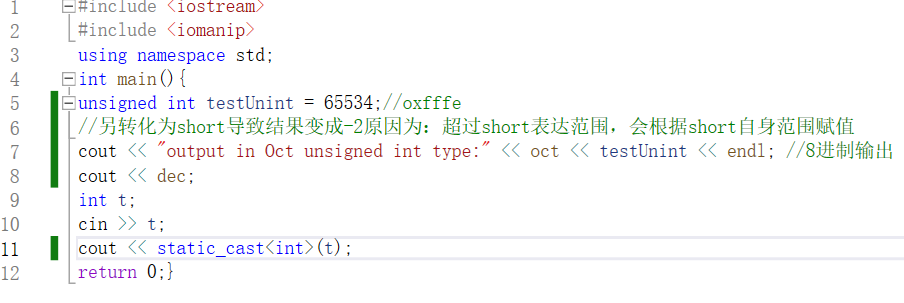 1 #include <iostream>
2 #include <iomanip>
3 using namespace std;
4 int main(){
5 unsigned int testUnint = 65534;//oxfffe
6 //另转化为short导致结果变成-2原因为：超过short表达范围，会根据short自身范围赋值
7 cout << "output in Oct unsigned int type:" << oct << testUnint << endl; //8进制输出
8 cout << dec;
9 int t;
10 cin >> t;
11 cout << static_cast<int>(t);
12 return 0;}